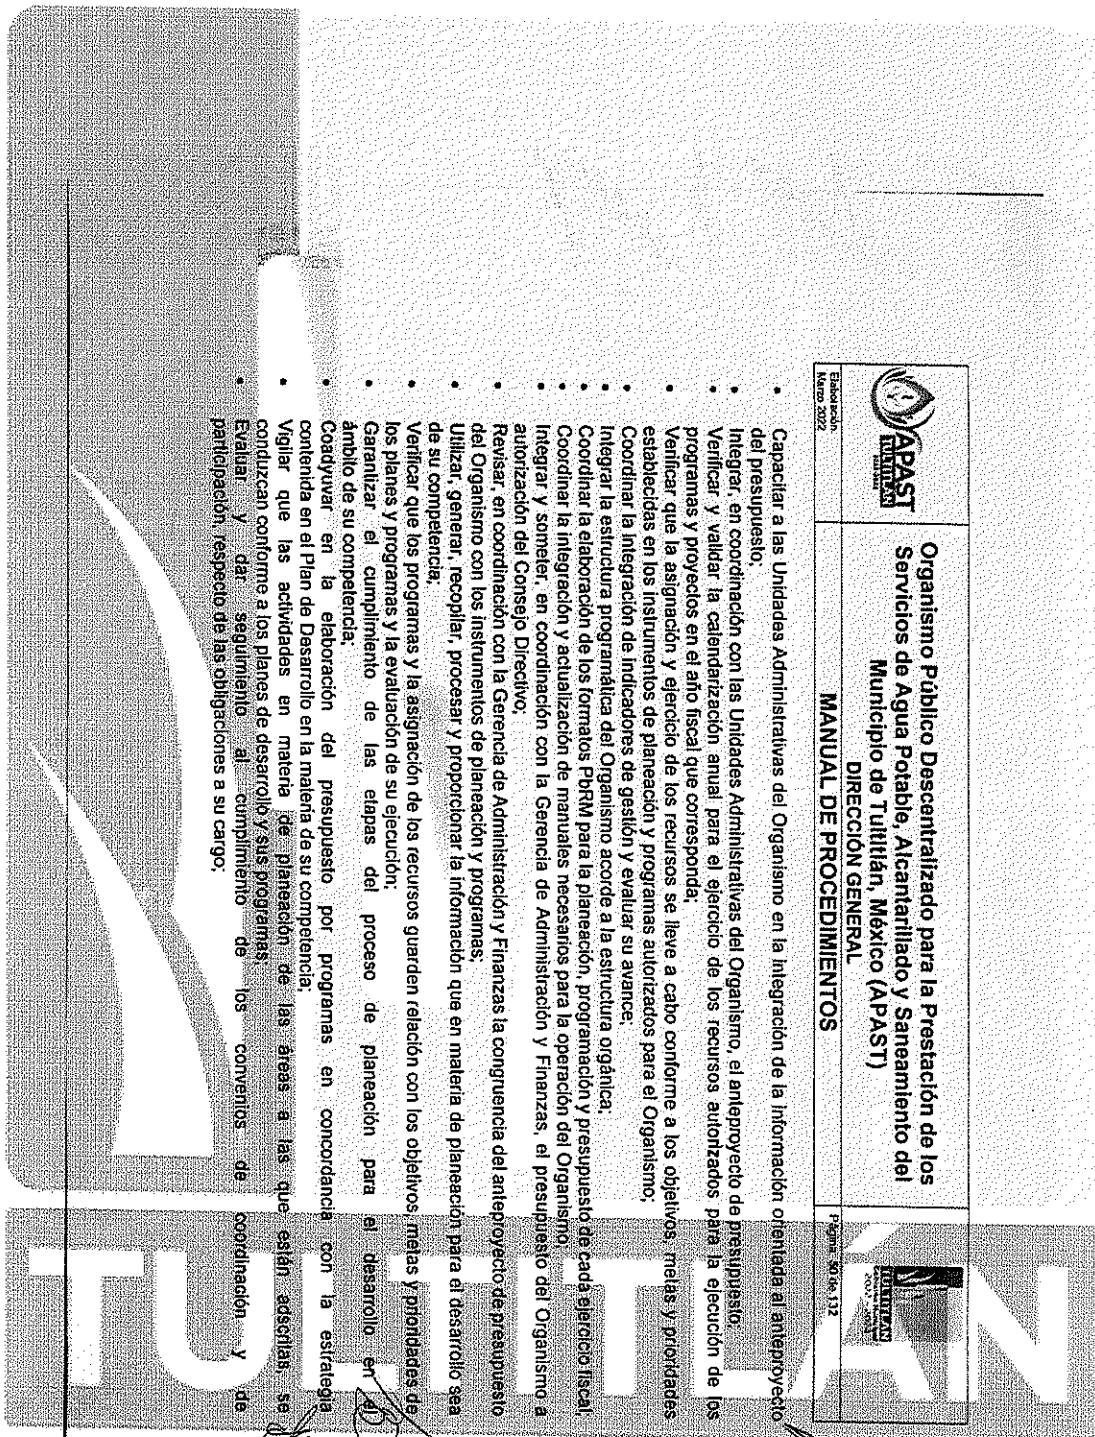 APAST
TULTITLÁN
Organismo Público Descentralizado para la Prestación de los
Servicios de Agua Potable, Alcantarillado y Saneamiento del
Municipio de Tultitlán, México (APAST)
DIRECCIÓN GENERAL
MANUAL DE PROCEDIMIENTOS
Elaboración:
Marzo 2022
TULTITLÁN
2022 - 2024
Página: 50 de 132
• Capacitar a las Unidades Administrativas del Organismo en la integración de la información orientada al anteproyecto
del presupuesto;
• Integrar, en coordinación con las Unidades Administrativas del Organismo, el anteproyecto de presupuesto;
• Verificar y validar la calendarización anual para el ejercicio de los recursos autorizados para la ejecución de los
programas y proyectos en el año fiscal que corresponda;
• Verificar que la asignación y ejercicio de los recursos se lleve a cabo conforme a los objetivos, metas y prioridades
establecidas en los instrumentos de planeación y programas autorizados para el Organismo;
• Coordinar la integración de indicadores de gestión y evaluar su avance;
• Integrar la estructura programática del Organismo acorde a la estructura orgánica;
• Coordinar la elaboración de los formatos PbRM para la planeación, programación y presupuesto de cada ejercicio fiscal;
• Coordinar la integración y actualización de manuales necesarios para la operación del Organismo;
• Integrar y someter, en coordinación con la Gerencia de Administración y Finanzas, el presupuesto del Organismo a
autorización del Consejo Directivo;
• Revisar, en coordinación con la Gerencia de Administración y Finanzas la congruencia del anteproyecto de presupuesto
del Organismo con los instrumentos de planeación y programas;
• Utilizar, generar, recopilar, procesar y proporcionar la información que en materia de planeación para el desarrollo sea
de su competencia;
• Verificar que los programas y la asignación de los recursos guarden relación con los objetivos, metas y prioridades de
los planes y programas y la evaluación de su ejecución;
• Garantizar el cumplimiento de las etapas del proceso de planeación para el desarrollo en el
ámbito de su competencia;
• Coadyuvar en la elaboración del presupuesto por programas en concordancia con la estrategia
contenida en el Plan de Desarrollo en la materia de su competencia;
• Vigilar que las actividades en materia de planeación de las áreas a las que están adscritas, se
conduzcan conforme a los planes de desarrollo y sus programas;
• Evaluar y dar seguimiento al cumplimiento de los convenios de coordinación y de
participación, respecto de las obligaciones a su cargo;
TULTITLÁN